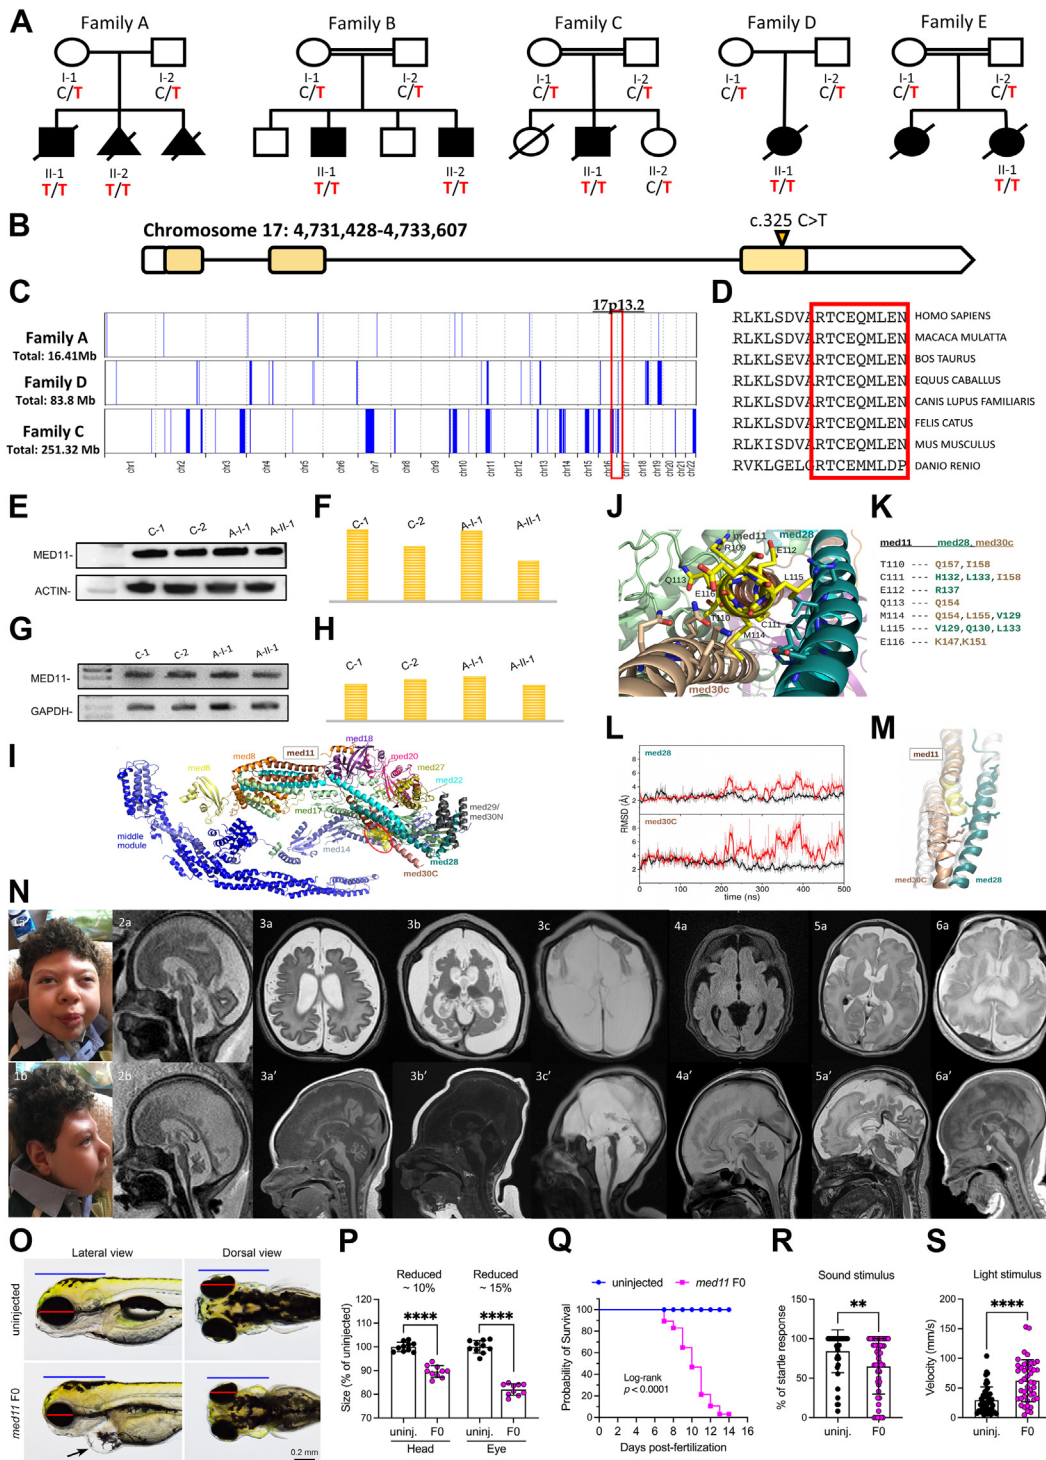 A
Family A
Family B
Family C
Family D
Family E
I-1
C/T
I-2
C/T
I-1
C/T
I-2
C/T
I-1
C/T
I-2
C/T
I-1
C/T
I-2
C/T
I-1
C/T
I-2
C/T
II-1
T/T
II-2
T/T
II-1
T/T
II-2
T/T
II-1
T/T
II-2
C/T
II-1
T/T
II-1
T/T
B
Chromosome 17: 4,731,428-4,733,607
c.325 C>T
C
17p13.2
Family A
Total: 16.41Mb
Family D
Total: 83.8 Mb
Family C
Total: 251.32 Mb
chr1
chr2
chr3
chr4
chr5
chr6
chr7
chr8
chr9
chr10
chr11
chr12
chr13
chr14
chr15
chr16
chr17
chr18
chr19
chr20
chr21
chr22
D
RLKLSDVARTCEQMLEN HOMO SAPIENS
RLKLSDVARTCEQMLEN MACACA MULATTA
RLKLSEVARTCEQMLEN BOS TAURUS
RLKLSDVARTCEQMLEN EQUUS CABALLUS
RLKLSDVARTCEQMLEN CANIS LUPUS FAMILIARIS
RLKLSDVARTCEQMLEN FELIS CATUS
RLKISDVARTCEQMLEN MUS MUSCULUS
RVKLGELGRTCEMMLDP DANIO RENIO
E
C-1
C-2
A-I-1
A-II-1
MED11-
ACTIN-
F
C-1
C-2
A-I-1
A-II-1
G
C-1
C-2
A-I-1
A-II-1
MED11-
GAPDH-
H
C-1
C-2
A-I-1
A-II-1
I
med6
med8
med11
med18
med20
med27
med22
med29/
med30N
med17
med14
middle
module
med28
med30C
J
med11
med28
R109
E112
Q113
L115
E116
T110
C111
M114
med30c
K
med11 med28, med30c
T110 --- Q157,I158
C111 --- H132,L133,I158
E112 --- R137
Q113 --- Q154
M114 --- Q154,L155,V129
L115 --- V129,Q130,L133
E116 --- K147,K151
L
med28
8
6
4
2
RMSD (Å)
med30C
8
6
4
2
0 100 200 300 400 500
time (ns)
M
med11
med30C
med28
N
1a
2a
3a
3b
3c
4a
5a
6a
1b
2b
3a'
3b'
3c'
4a'
5a'
6a'
O
Lateral view
Dorsal view
uninjected
med11 F0
0.2 mm
P
Reduced
~ 10%
Reduced
~ 15%
****
****
Size (% of uninjected)
110
100
90
80
70
uninj. F0
uninj. F0
Head
Eye
Q
uninjected
med11 F0
Probability of Survival
100
80
60
40
20
0
Log-rank
p < 0.0001
0 2 4 6 8 10 12 14 16
Days post-fertilization
R
Sound stimulus
**
% of startle response
150
100
50
0
uninj. F0
S
Light stimulus
****
Velocity (mm/s)
200
150
100
50
0
uninj. F0